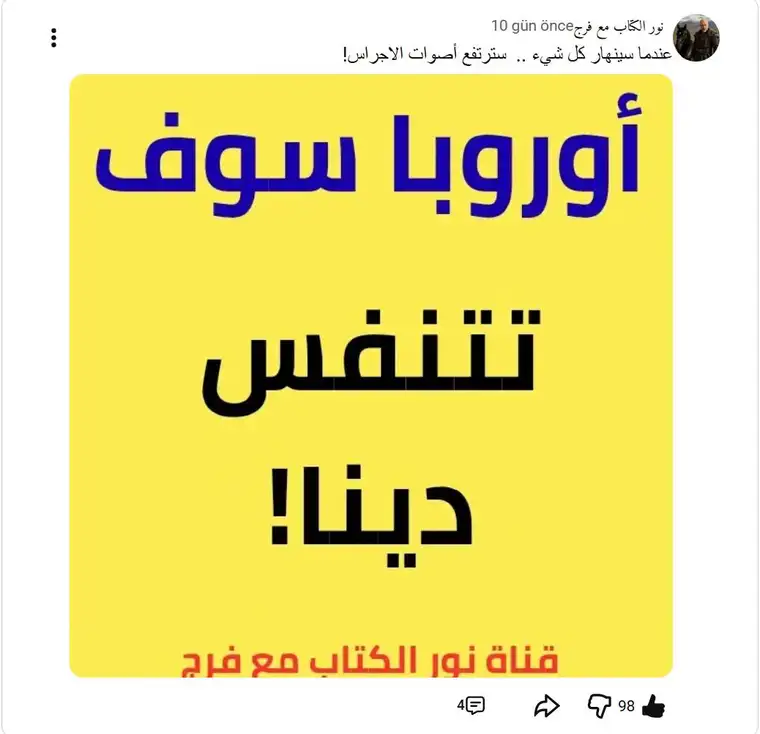 نور الكتاب مع فرج 10 gün önce
عندما سينهار كل شيء .. سترتفع أصوات الاجراس!
أوروبا سوف
تتنفس
دينا!
قناة نور الكتاب مع فرج
98
4